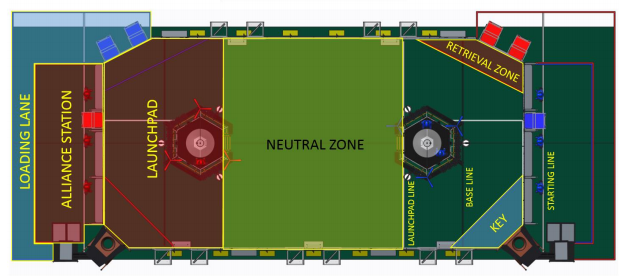 LOADING LANE
ALLIANCE STATION
LAUNCHPAD
NEUTRAL ZONE
LAUNCHPAD LINE
BASE LINE
RETRIEVAL ZONE
KEY
STARTING LINE